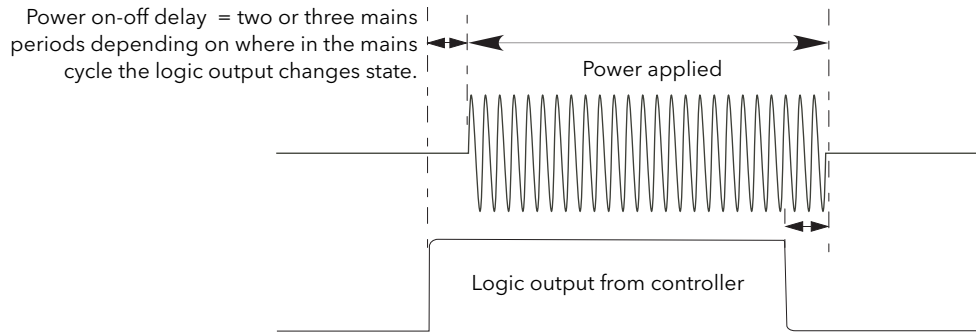 Power on-off delay = two or three mains
periods depending on where in the mains
cycle the logic output changes state.
Power applied
Logic output from controller